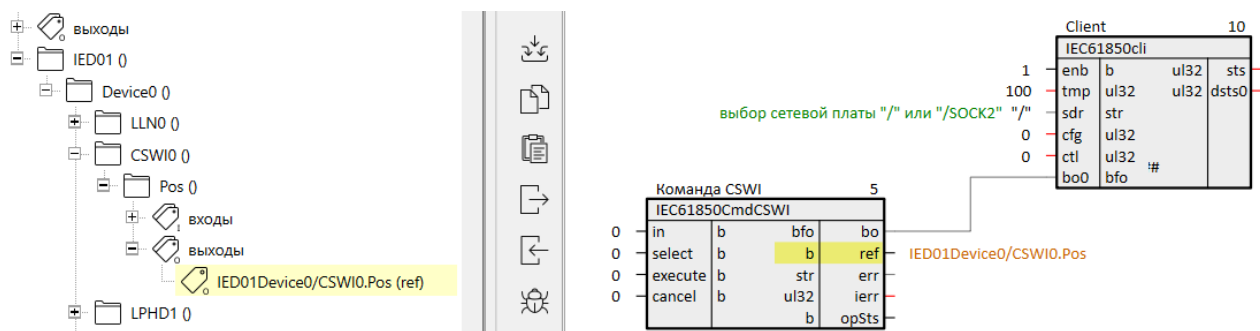 выходы
IED01 ()
Device0 ()
LLN0 ()
CSWI0 ()
Pos ()
входы
выходы
IED01Device0/CSWI0.Pos (ref)
LPHD1 ()
Client 10
IEC61850cli
1 enb b ul32 sts
100 tmp ul32 ul32 dsts0
выбор сетевой платы "/" или "/SOCK2" "/" sdr str
0 cfg ul32
0 ctl ul32
!#
bo0 bfo
Команда CSWI 5
IEC61850CmdCSWI
0 in b bfo bo
0 select b b ref IED01Device0/CSWI0.Pos
0 execute b str err
0 cancel b ul32 ierr
b opSts